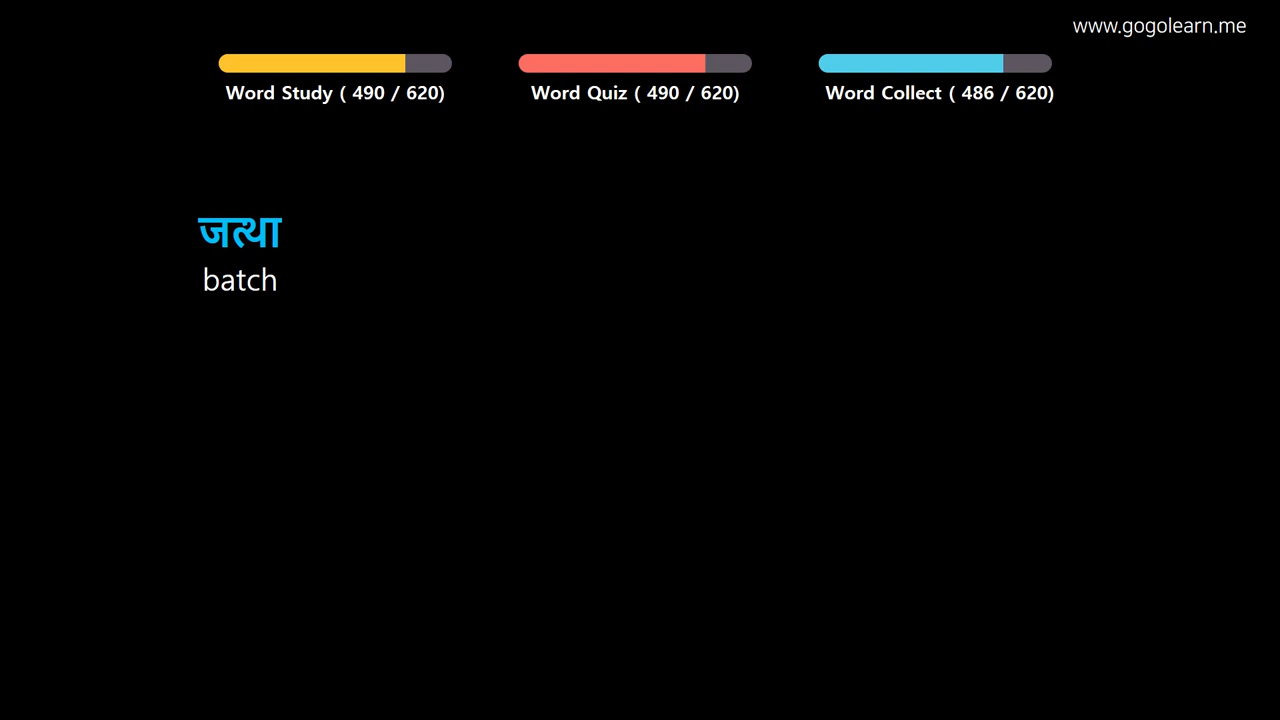 www.gogolearn.me
Word Study ( 490 / 620)
Word Quiz ( 490 / 620)
Word Collect ( 486 / 620)
जत्था
batch